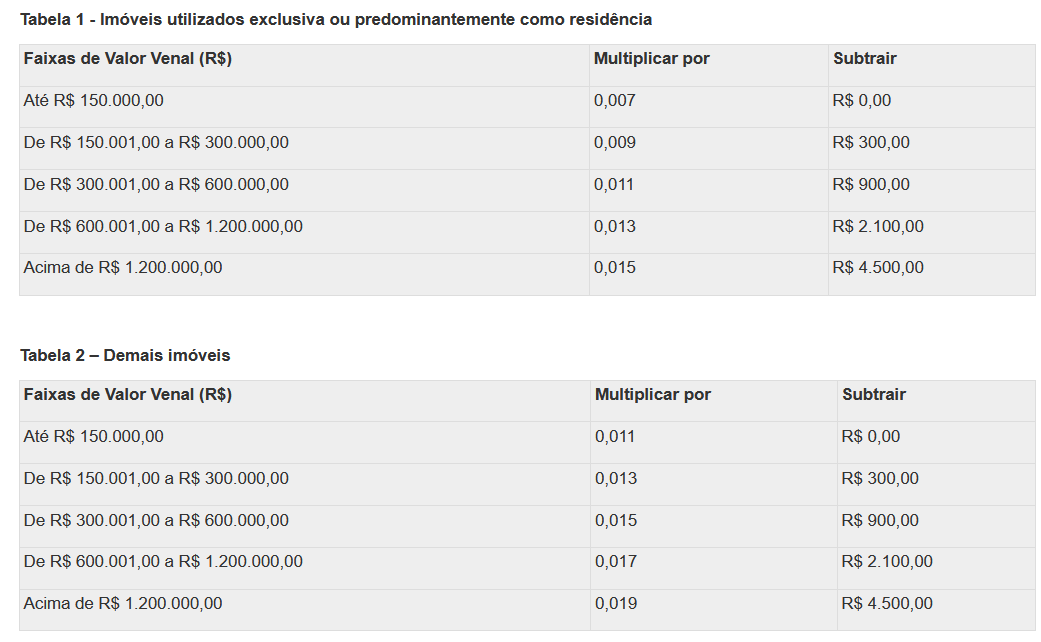 Tabela 1 - Imóveis utilizados exclusiva ou predominantemente como residência
Faixas de Valor Venal (R$) Multiplicar por Subtrair
Até R$ 150.000,00 0,007 R$ 0,00
De R$ 150.001,00 a R$ 300.000,00 0,009 R$ 300,00
De R$ 300.001,00 a R$ 600.000,00 0,011 R$ 900,00
De R$ 600.001,00 a R$ 1.200.000,00 0,013 R$ 2.100,00
Acima de R$ 1.200.000,00 0,015 R$ 4.500,00
Tabela 2 – Demais imóveis
Faixas de Valor Venal (R$) Multiplicar por Subtrair
Até R$ 150.000,00 0,011 R$ 0,00
De R$ 150.001,00 a R$ 300.000,00 0,013 R$ 300,00
De R$ 300.001,00 a R$ 600.000,00 0,015 R$ 900,00
De R$ 600.001,00 a R$ 1.200.000,00 0,017 R$ 2.100,00
Acima de R$ 1.200.000,00 0,019 R$ 4.500,00